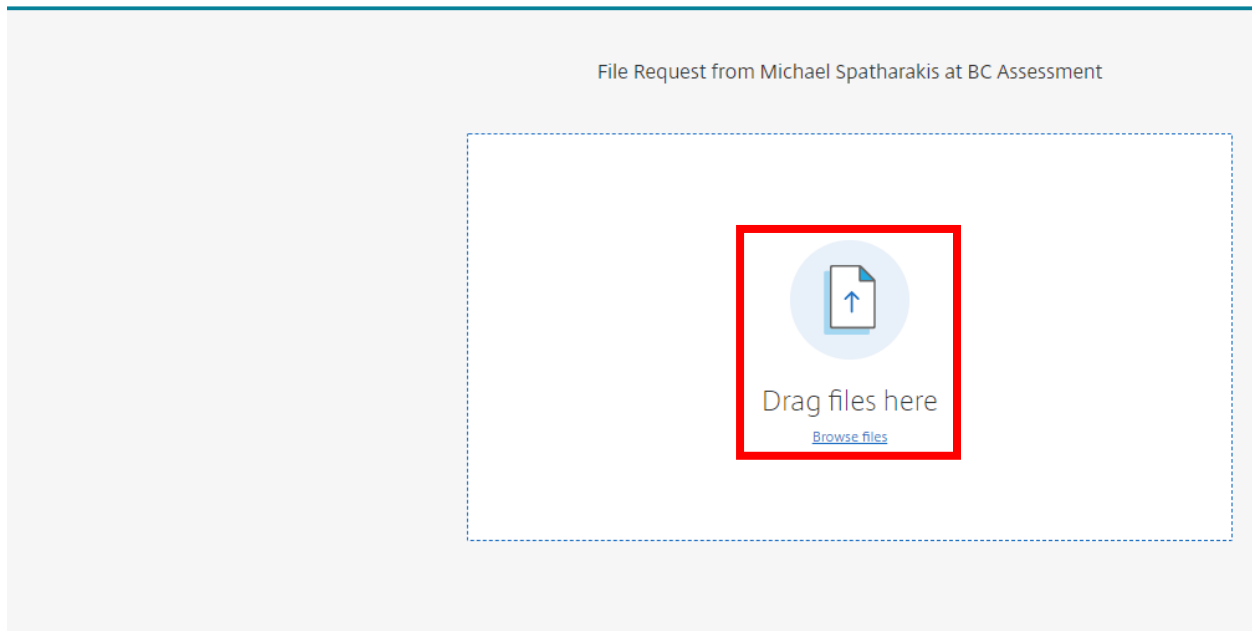 File Request from Michael Spatharakis at BC Assessment
Drag files here
Browse files